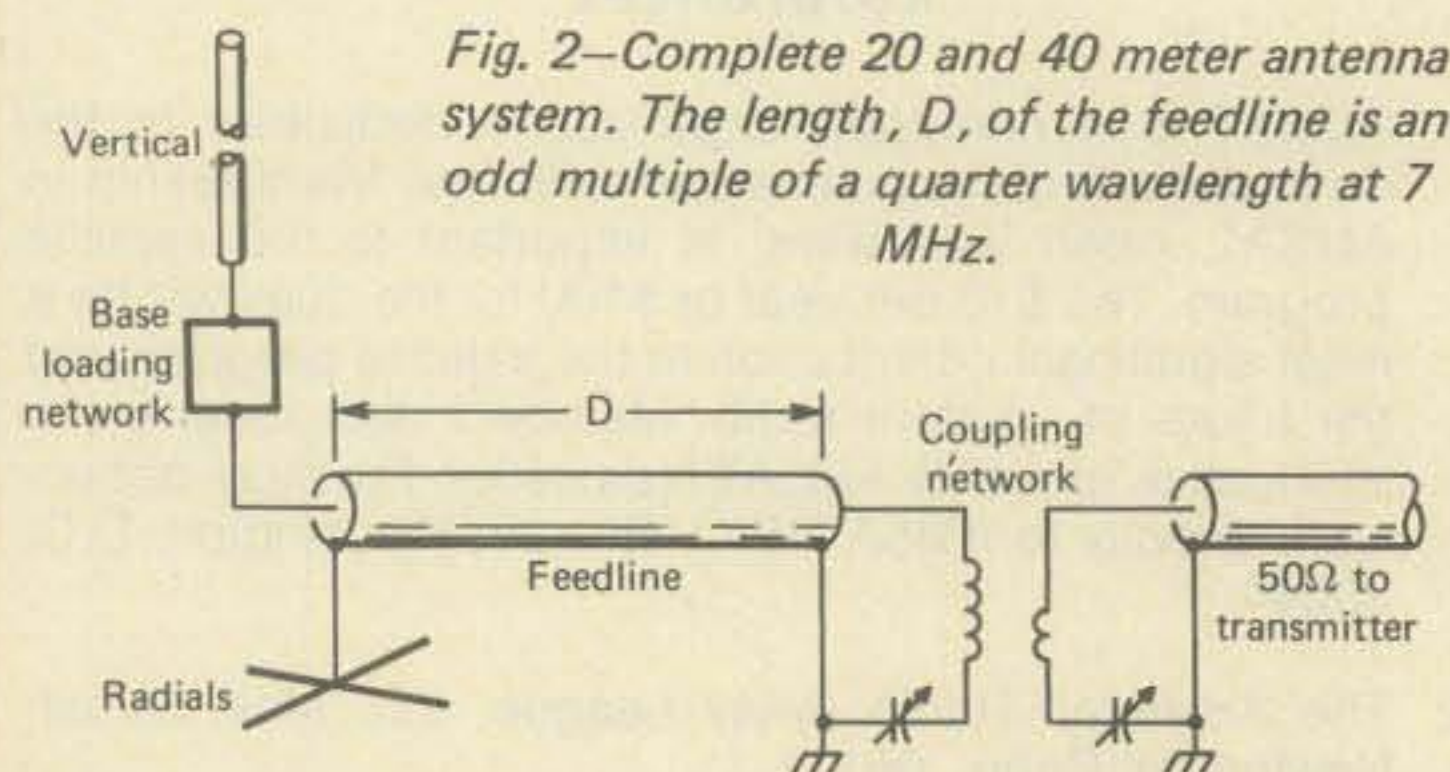 Fig. 2—Complete 20 and 40 meter antenna
system. The length, D, of the feedline is an
odd multiple of a quarter wavelength at 7
MHz.
Vertical
Base
loading
network
D
Coupling
network
Feedline
50Ω to
transmitter
Radials